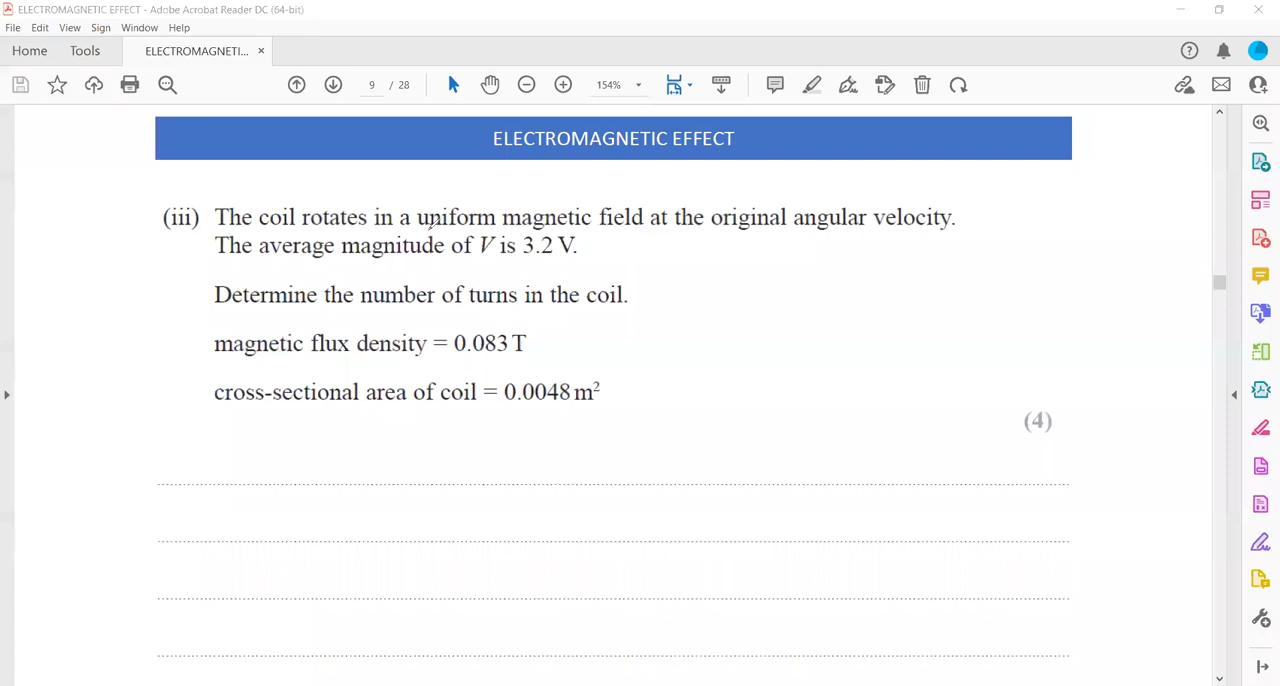 ELECTROMAGNETIC EFFECT - Adobe Acrobat Reader DC (64-bit)
File Edit View Sign Window Help
Home Tools ELECTROMAGNETI... ×
9 / 28 154%
ELECTROMAGNETIC EFFECT
(iii) The coil rotates in a uniform magnetic field at the original angular velocity.
The average magnitude of V is 3.2 V.
Determine the number of turns in the coil.
magnetic flux density = 0.083 T
cross-sectional area of coil = 0.0048 m²
(4)